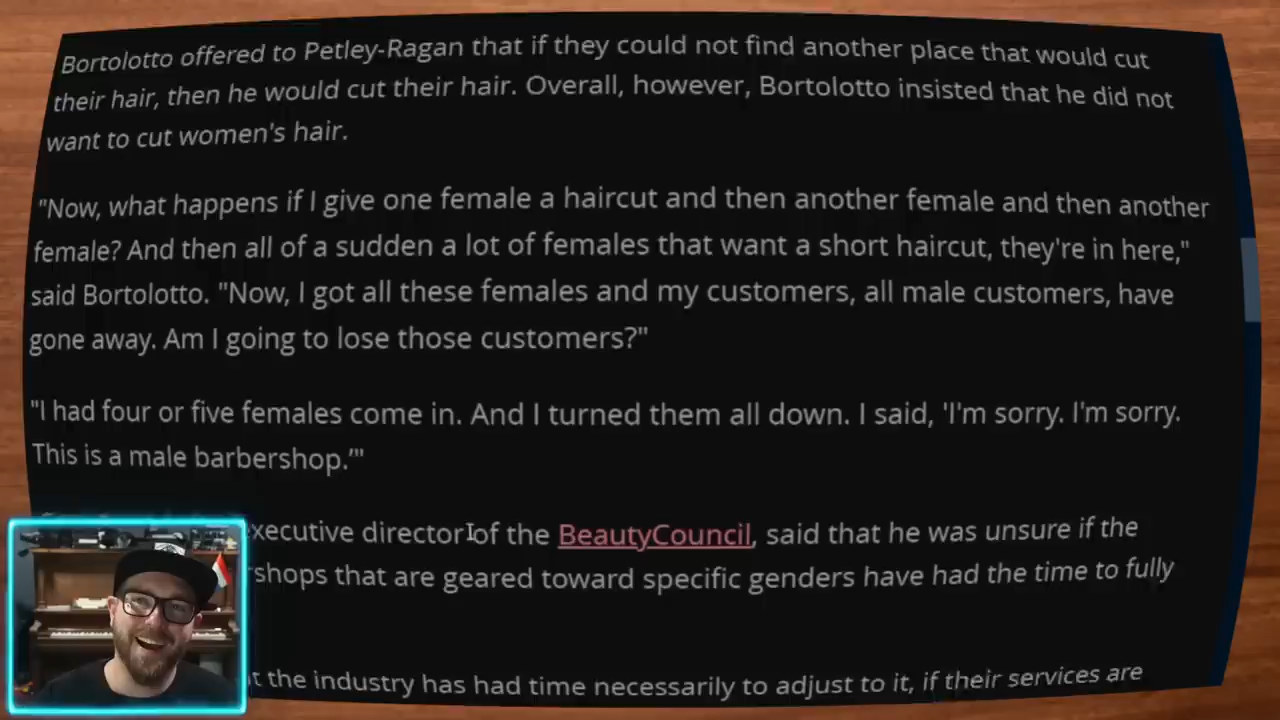 Bortolotto offered to Petley-Ragan that if they could not find another place that would cut
their hair, then he would cut their hair. Overall, however, Bortolotto insisted that he did not
want to cut women's hair.
"Now, what happens if I give one female a haircut and then another female and then another
female? And then all of a sudden a lot of females that want a short haircut, they're in here,"
said Bortolotto. "Now, I got all these females and my customers, all male customers, have
gone away. Am I going to lose those customers?"
"I had four or five females come in. And I turned them all down. I said, 'I'm sorry. I'm sorry.
This is a male barbershop.'"
executive director of the BeautyCouncil, said that he was unsure if the
shops that are geared toward specific genders have had the time to fully
the industry has had time necessarily to adjust to it, if their services are